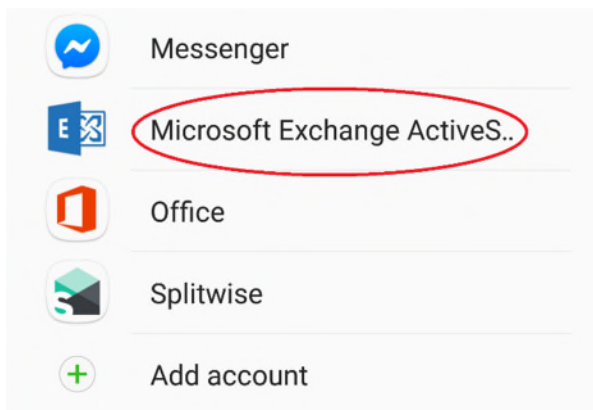 Messenger
E
Microsoft Exchange ActiveS..
Office
S
Splitwise
Add account